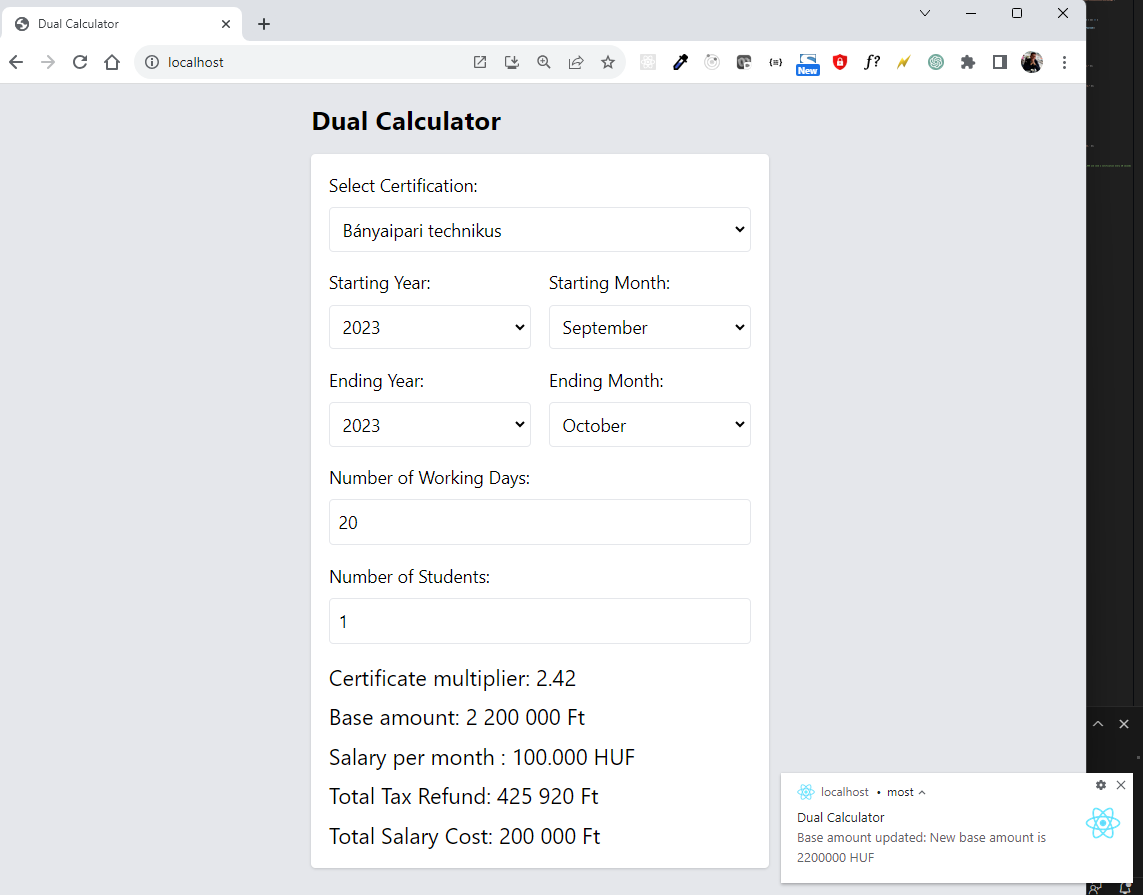 Dual Calculator
localhost
New
f?
Dual Calculator
Select Certification:
Bányaipari technikus
Starting Year: Starting Month:
2023 September
Ending Year: Ending Month:
2023 October
Number of Working Days:
20
Number of Students:
1
Certificate multiplier: 2.42
Base amount: 2 200 000 Ft
Salary per month : 100.000 HUF
Total Tax Refund: 425 920 Ft
Total Salary Cost: 200 000 Ft
localhost • most
Dual Calculator
Base amount updated: New base amount is
2200000 HUF